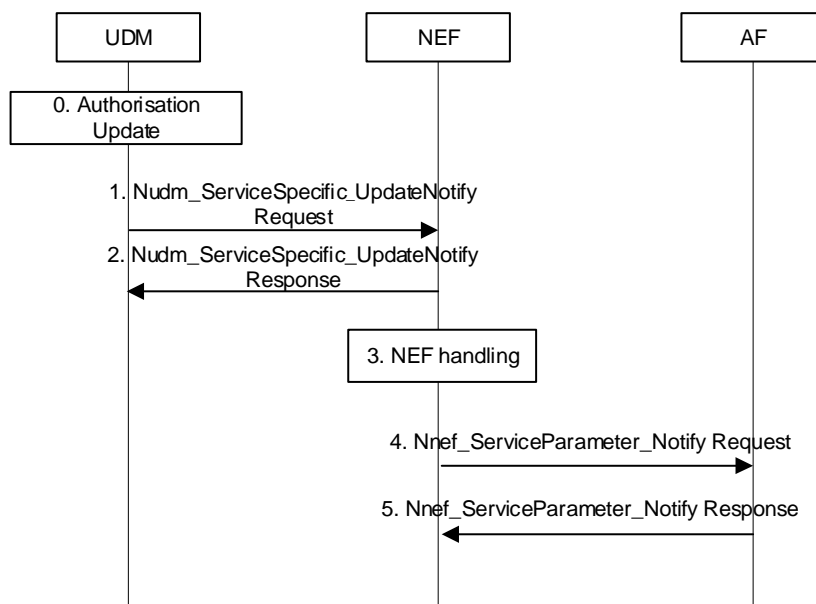 UDM
NEF
AF
0. Authorisation
Update
1. Nudm_ServiceSpecific_UpdateNotify
Request
2. Nudm_ServiceSpecific_UpdateNotify
Response
3. NEF handling
4. Nnef_ServiceParameter_Notify Request
5. Nnef_ServiceParameter_Notify Response